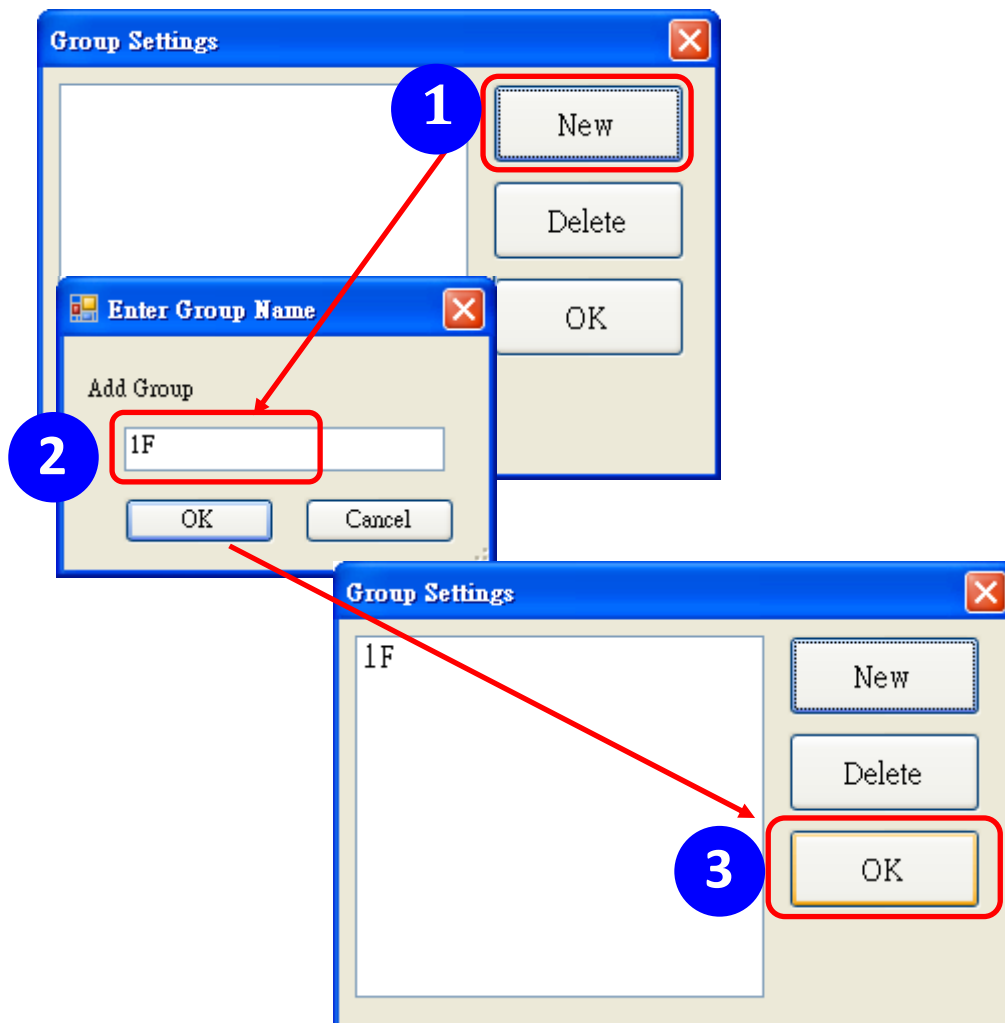 Group Settings
1
New
Delete
OK
Enter Group Name
Add Group
2
1F
OK
Cancel
Group Settings
1F
New
Delete
3
OK